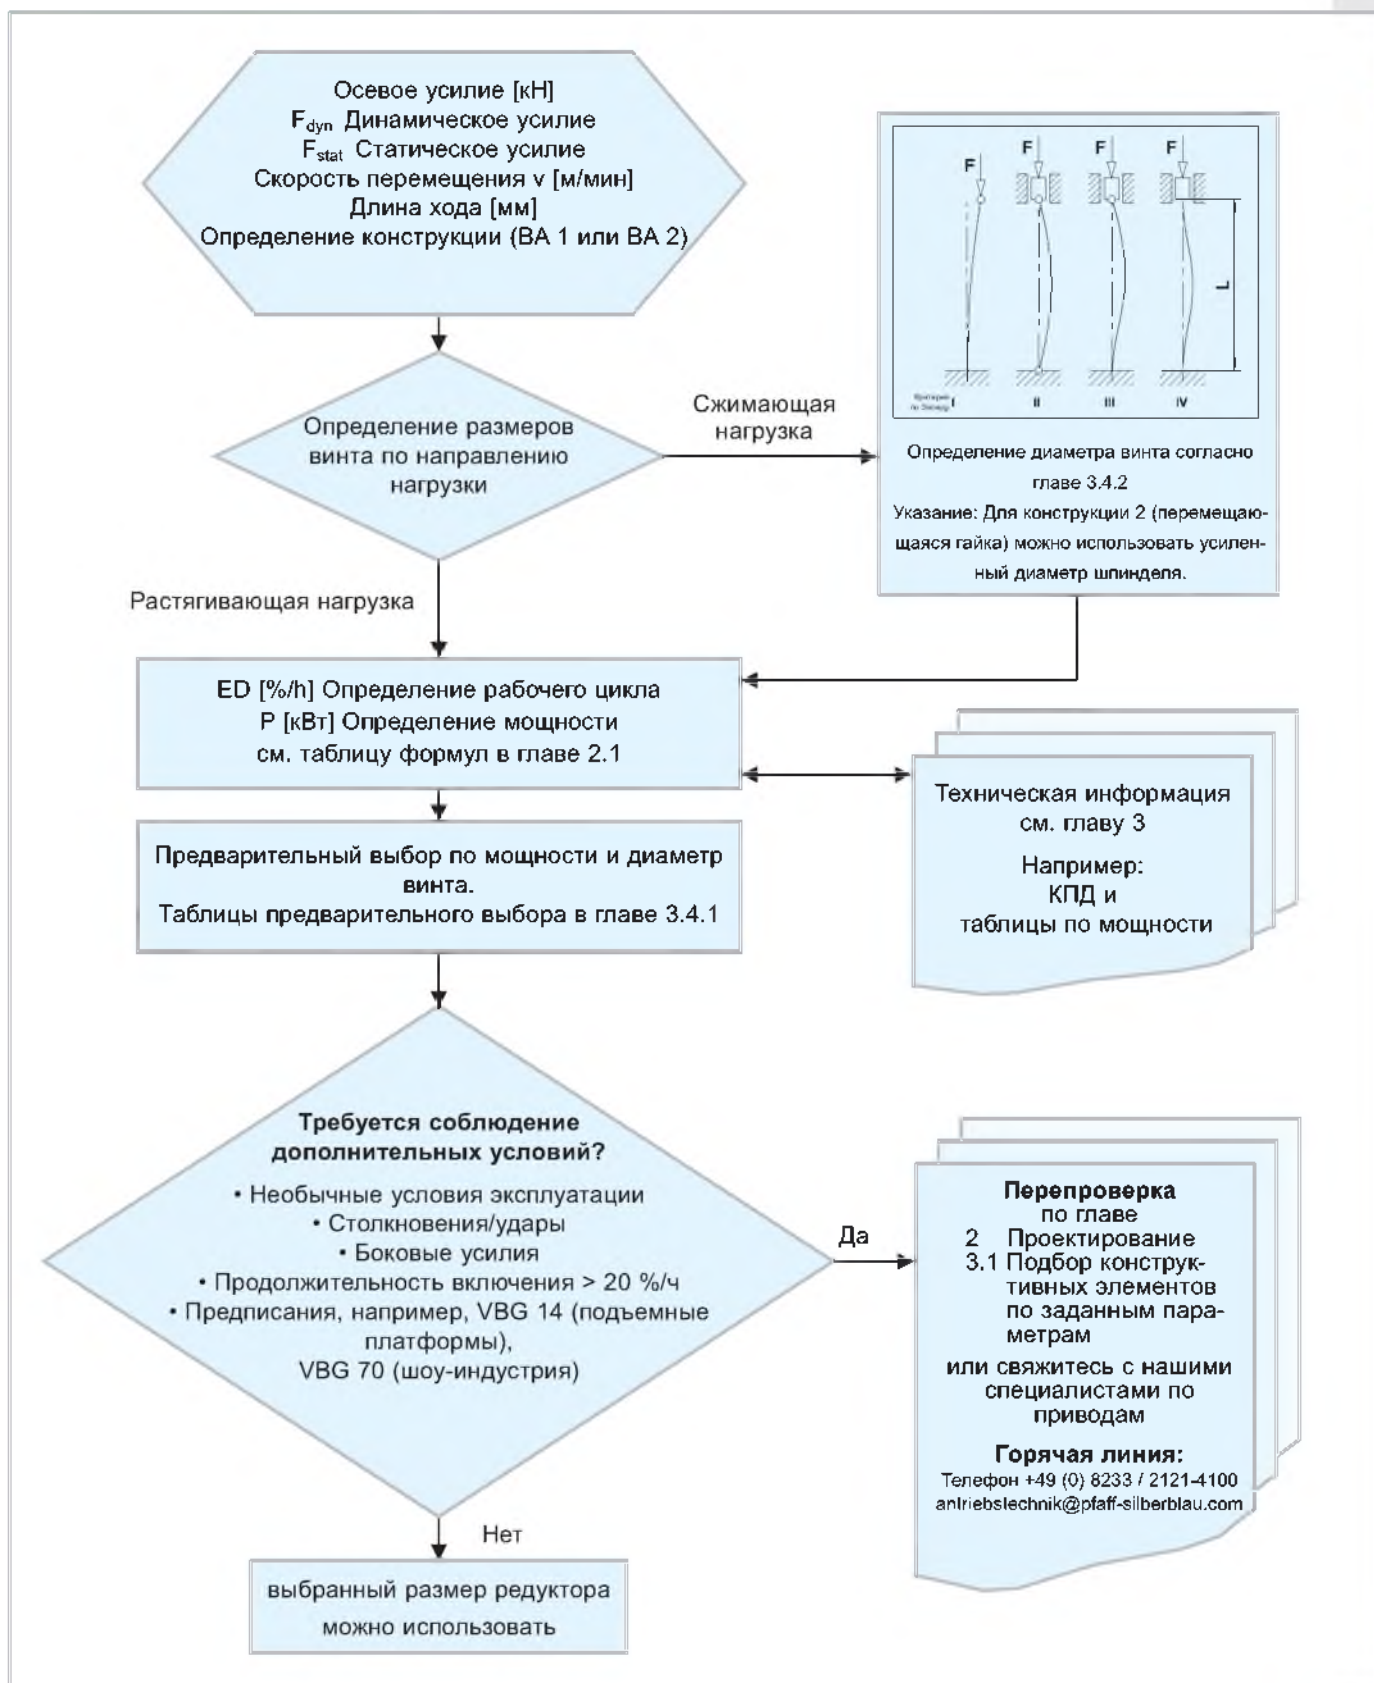 Осевое усилие [кН]
Fdyn Динамическое усилие
Fstat Статическое усилие
Скорость перемещения v [м/мин]
Длина хода [мм]
Определение конструкции (BA 1 или BA 2)
F
F
F
F
L
I
II
III
IV
Определение размеров
винта по направлению
нагрузки
Сжимающая
нагрузка
Определение диаметра винта согласно
главе 3.4.2
Указание: Для конструкции 2 (перемещаю-
щаяся гайка) можно использовать усилен-
ный диаметр шпинделя.
Растягивающая нагрузка
ED [%/h] Определение рабочего цикла
P [кВт] Определение мощности
см. таблицу формул в главе 2.1
Техническая информация
см. главу 3
Например:
КПД и
таблицы по мощности
Предварительный выбор по мощности и диаметр
винта.
Таблицы предварительного выбора в главе 3.4.1
Требуется соблюдение
дополнительных условий?
• Необычные условия эксплуатации
• Столкновения/удары
• Боковые усилия
• Продолжительность включения > 20 %/ч
• Предписания, например, VBG 14 (подъемные
платформы),
VBG 70 (шоу-индустрия)
Да
Перепроверка
по главе
2 Проектирование
3.1 Подбор конструк-
тивных элементов
по заданным пара-
метрам
или свяжитесь с нашими
специалистами по
приводам
Горячая линия:
Телефон +49 (0) 8233 / 2121-4100
antriebstechnik@pfaff-silberblau.com
Нет
выбранный размер редуктора
можно использовать